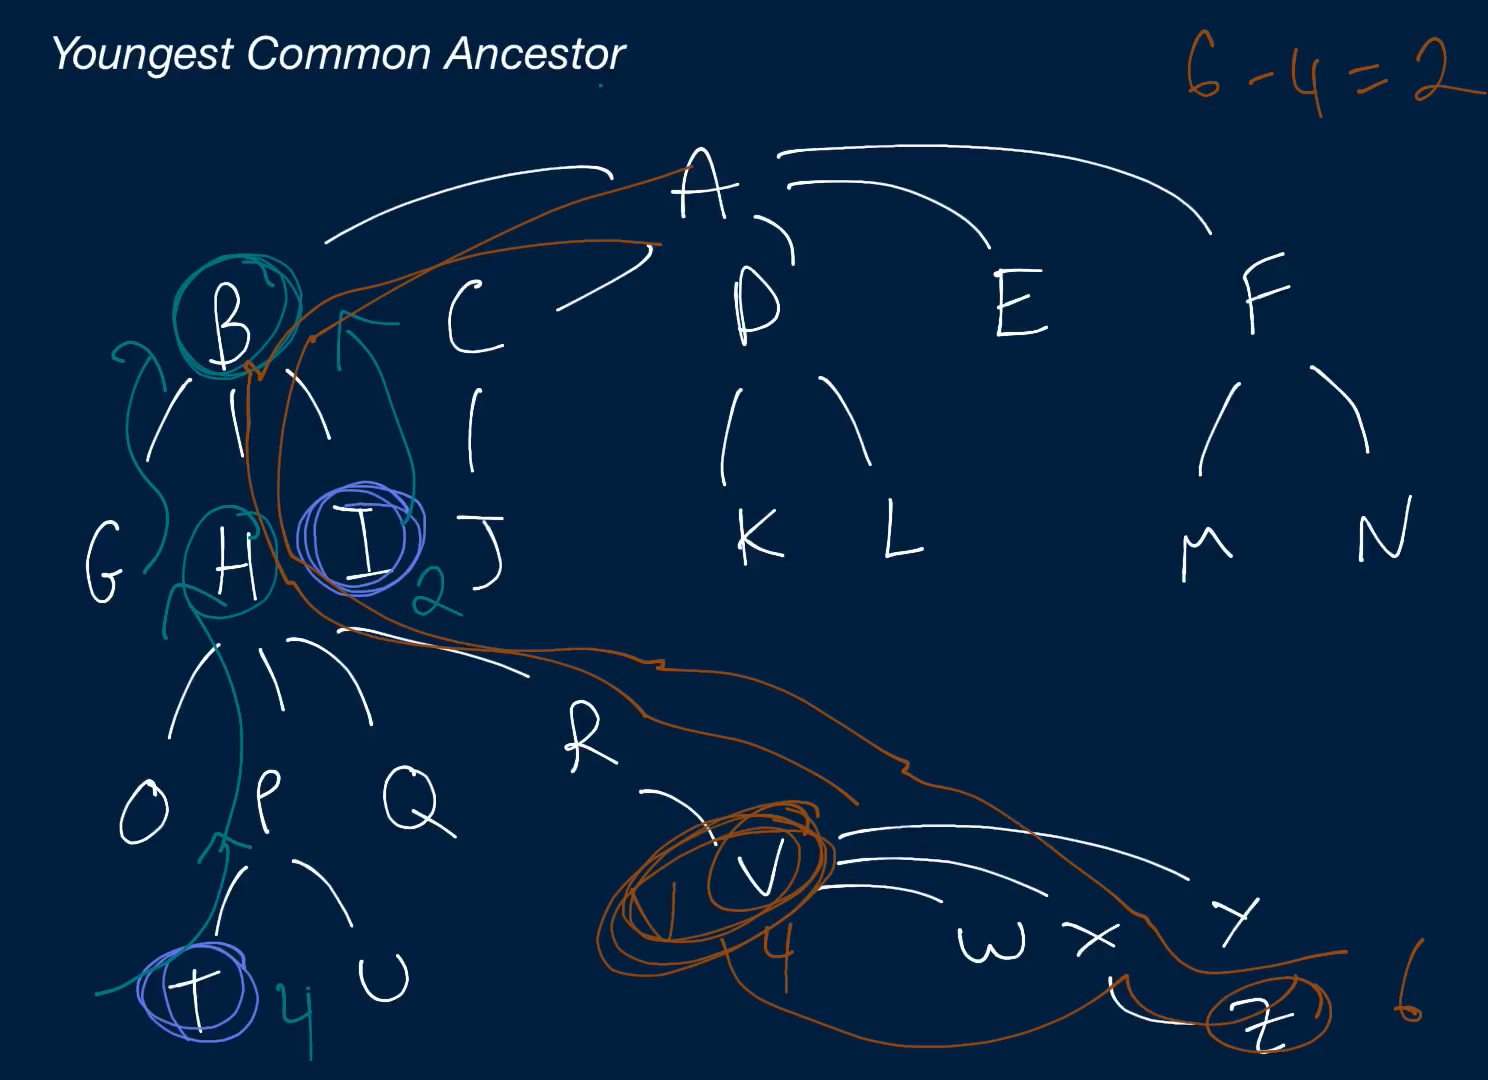 Youngest Common Ancestor
6 - 4 = 2
A
B C D E F
G H I J K L M N
2
R
O P Q
V
W X Y
4
T 4 U
Z 6